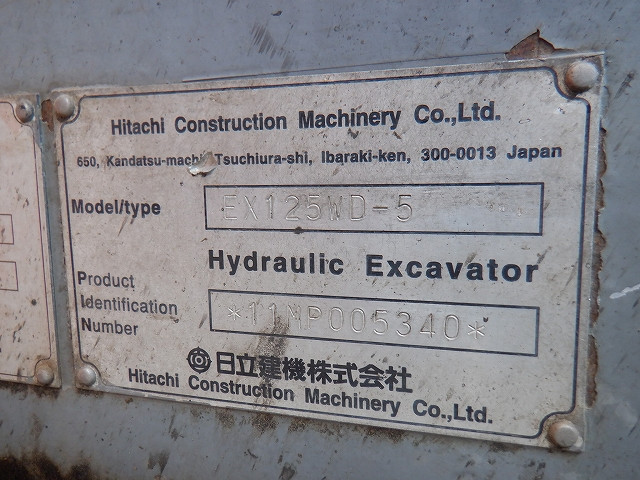 Hitachi Construction Machinery Co.,Ltd.
650, Kandatsu-machi Tsuchiura-shi, Ibaraki-ken, 300-0013 Japan
Model/type EX125WD-5
Hydraulic Excavator
Product Identification Number *11MP005340*
日立建機株式会社
Hitachi Construction Machinery Co.,Ltd.